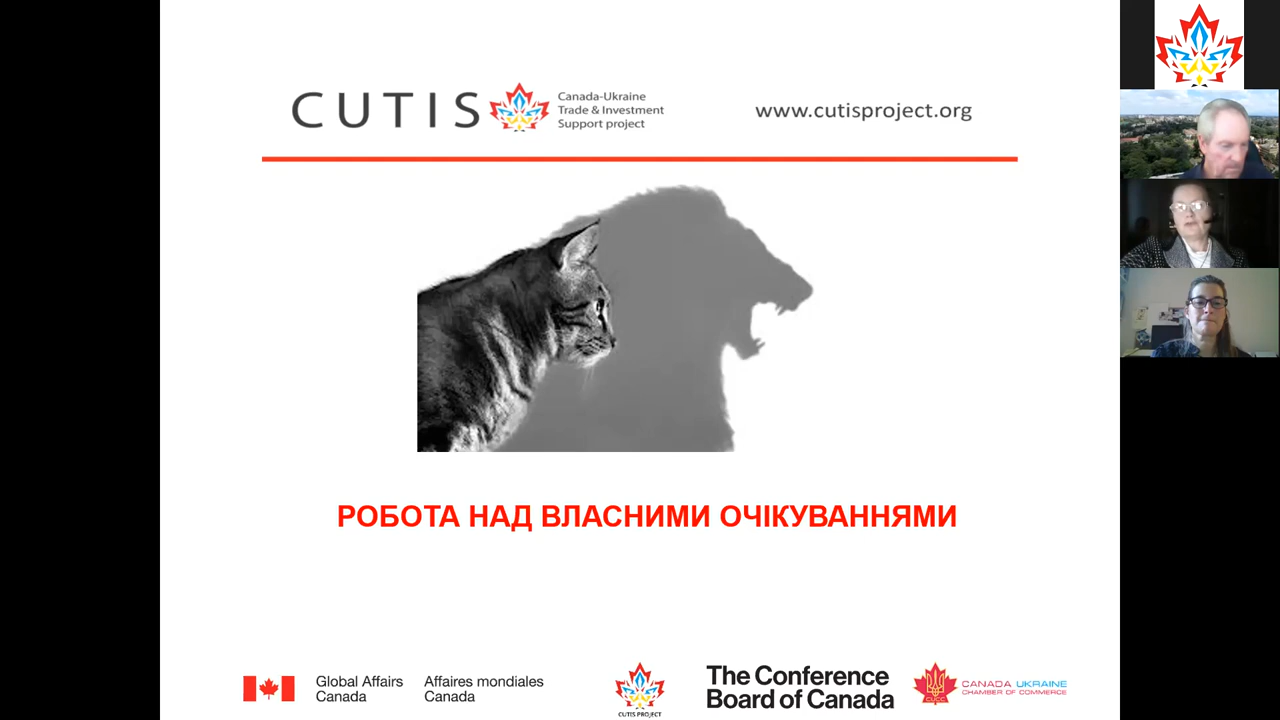 CUTIS
Canada-Ukraine
Trade & Investment
Support project
www.cutisproject.org
РОБОТА НАД ВЛАСНИМИ ОЧІКУВАННЯМИ
Global Affairs
Canada
Affaires mondiales
Canada
CUTIS PROJECT
The Conference
Board of Canada
CUCC
CANADA UKRAINE
CHAMBER OF COMMERCE